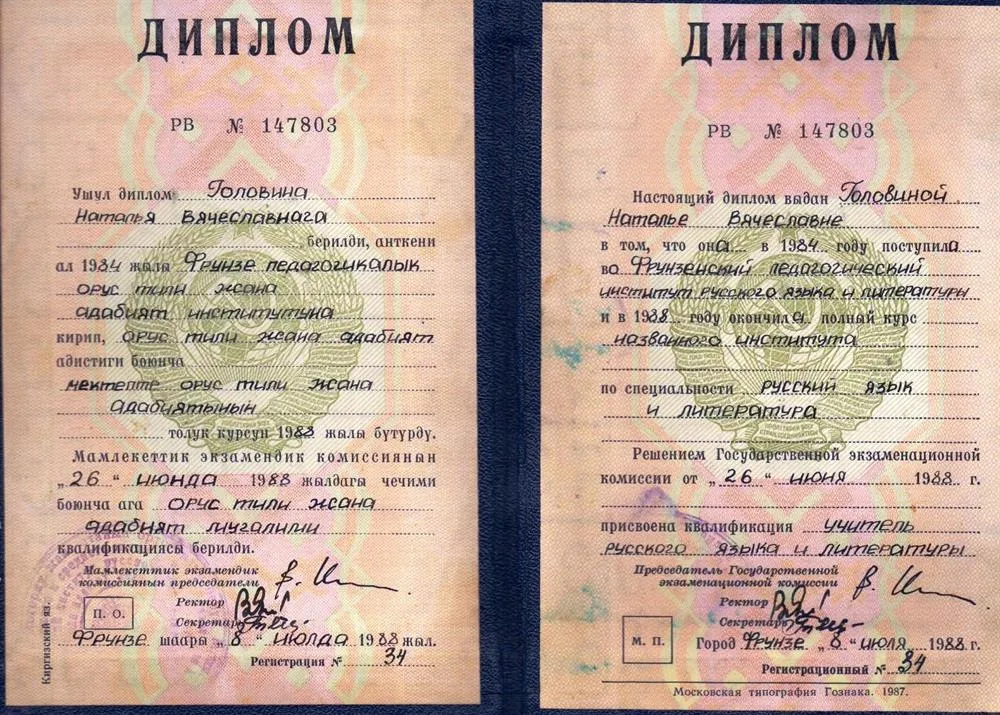 ДИПЛОМ
РВ № 147803
Ушул диплом Головина
Наталья Вячеславнага
берилди, анткени
ал 1984 жылы Фрунзе педагогикалык
орус тили жана
адабият институтуна
кирип, орус тили жана адабият
адистиги боюнча
мектепте орус тили жана
адабиятынын
толук курсун 1988 жылы бүтүрдү.
Мамлекеттик экзамендик комиссиянын
„26“ июнда 1988 жылдагы чечими
боюнча ага орус тили жана
адабият мугалими
квалификациясы берилди.
Мамлекеттик экзамендик
комиссиянын председатели
Ректор
Секретарь
П. О.
Фрунзе шаары „8“ июлда 1988 жыл.
Регистрация № 34
Киргизский яз.
ДИПЛОМ
РВ № 147803
Настоящий диплом выдан Головиной
Наталье Вячеславне
в том, что она в 1984 году поступила
во Фрунзенский педагогический
институт русского языка и литературы
и в 1988 году окончила полный курс
названного института
по специальности русский язык
и литература
Решением Государственной экзаменационной
комиссии от „26“ июня 1988 г.
присвоена квалификация учитель
русского языка и литературы
Председатель Государственной
экзаменационной комиссии
Ректор
Секретарь
М. П.
Город Фрунзе „8“ июля 1988 г.
Регистрационный № 34
Московская типография Гознака. 1987.